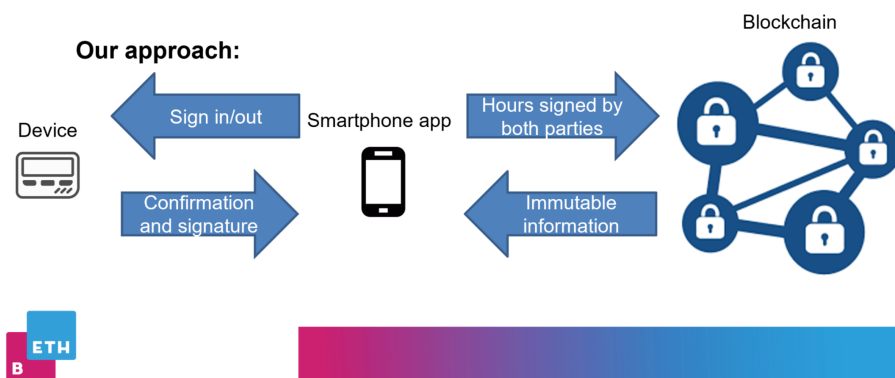 Blockchain
Our approach:
Sign in/out
Smartphone app
Hours signed by
both parties
Device
Confirmation
and signature
Immutable
information
ETH
B